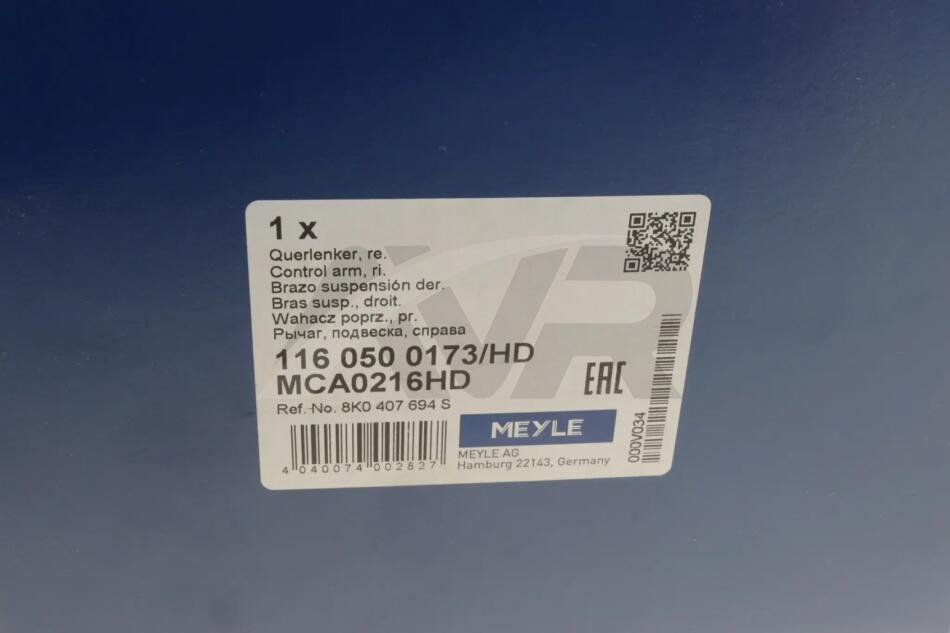 1 x
Querlenker, re.
Control arm, ri.
Brazo suspensión der.
Bras susp., droit.
Wahacz poprz., pr.
Рычаг, подвеска, справа
116 050 0173/HD
MCA0216HD
EAC
Ref. No. 8K0 407 694 S
MEYLE
MEYLE AG
Hamburg 22143, Germany
4 040074 002827
000V034
AVR